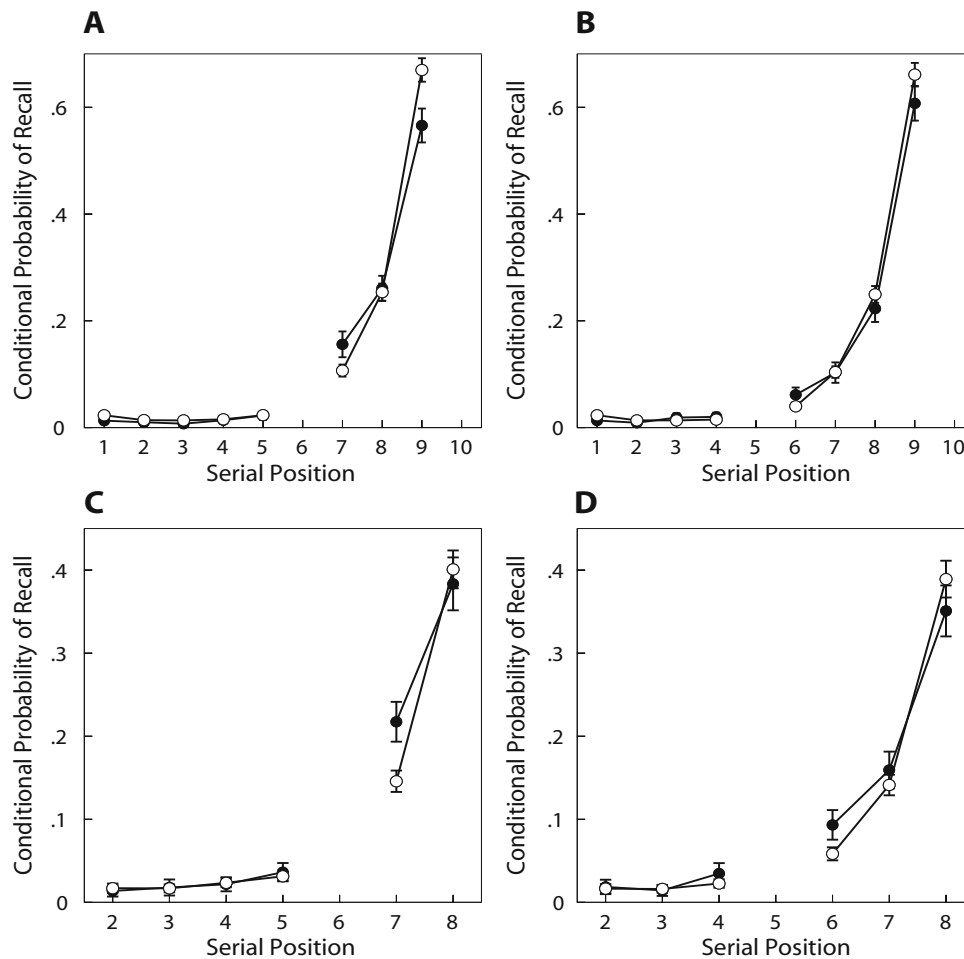 A
Conditional Probability of Recall
.6
.4
.2
0
1 2 3 4 5 6 7 8 9 10
Serial Position
B
Conditional Probability of Recall
.6
.4
.2
0
1 2 3 4 5 6 7 8 9 10
Serial Position
C
Conditional Probability of Recall
.4
.3
.2
.1
0
2 3 4 5 6 7 8
Serial Position
D
Conditional Probability of Recall
.4
.3
.2
.1
0
2 3 4 5 6 7 8
Serial Position